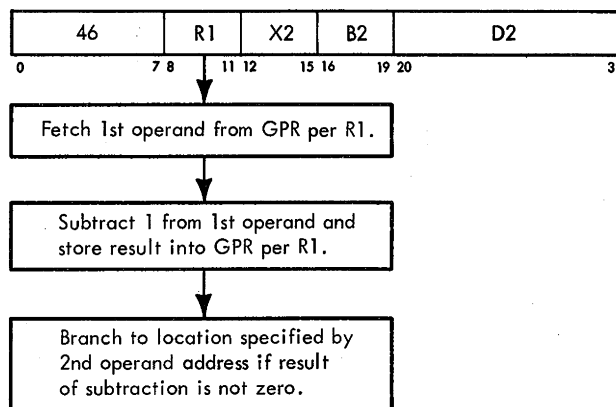 46 R1 X2 B2 D2
0 7 8 11 12 15 16 19 20 3
Fetch 1st operand from GPR per R1.
Subtract 1 from 1st operand and
store result into GPR per R1.
Branch to location specified by
2nd operand address if result
of subtraction is not zero.